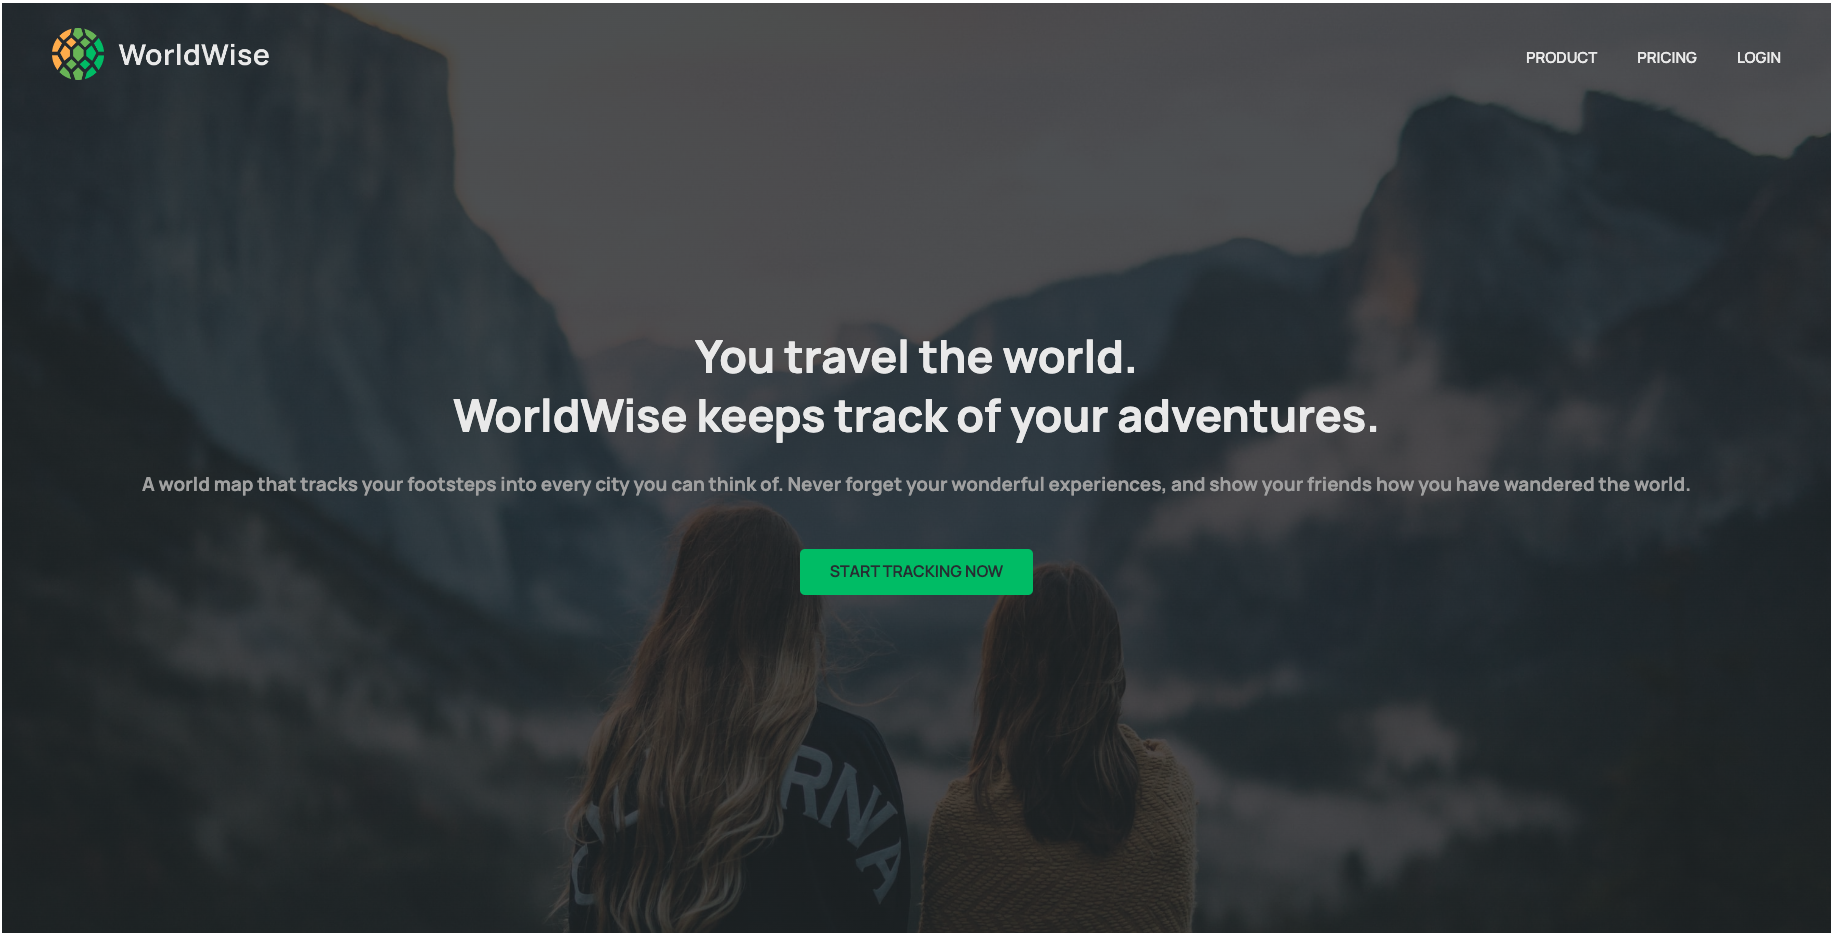 WorldWise
PRODUCT PRICING LOGIN
You travel the world.
WorldWise keeps track of your adventures.
A world map that tracks your footsteps into every city you can think of. Never forget your wonderful experiences, and show your friends how you have wandered the world.
START TRACKING NOW
RNIA